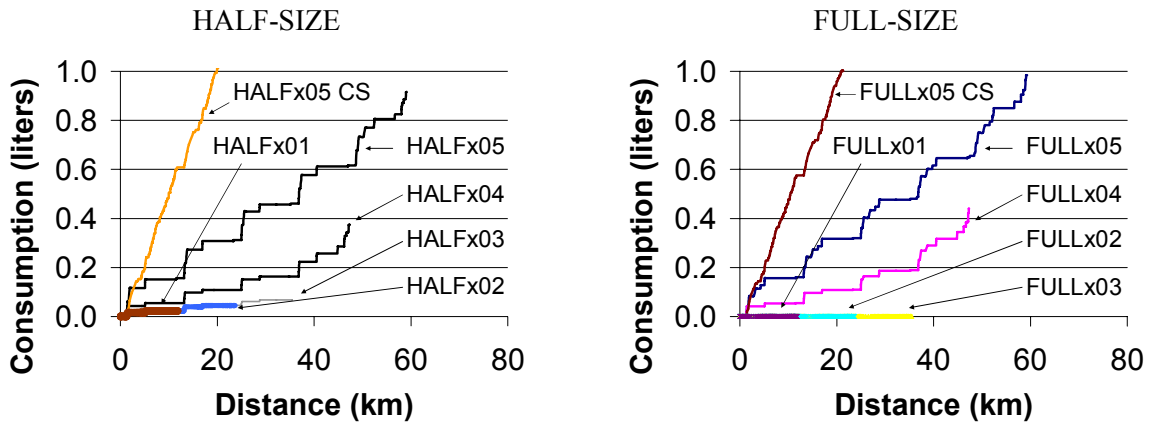 HALF-SIZE
Consumption (liters)
1.0
0.8
0.6
0.4
0.2
0.0
HALFx05 CS
HALFx01
HALFx05
HALFx04
HALFx03
HALFx02
0 20 40 60 80
Distance (km)
FULL-SIZE
Consumption (liters)
1.0
0.8
0.6
0.4
0.2
0.0
FULLx05 CS
FULLx01
FULLx05
FULLx04
FULLx02
FULLx03
0 20 40 60 80
Distance (km)